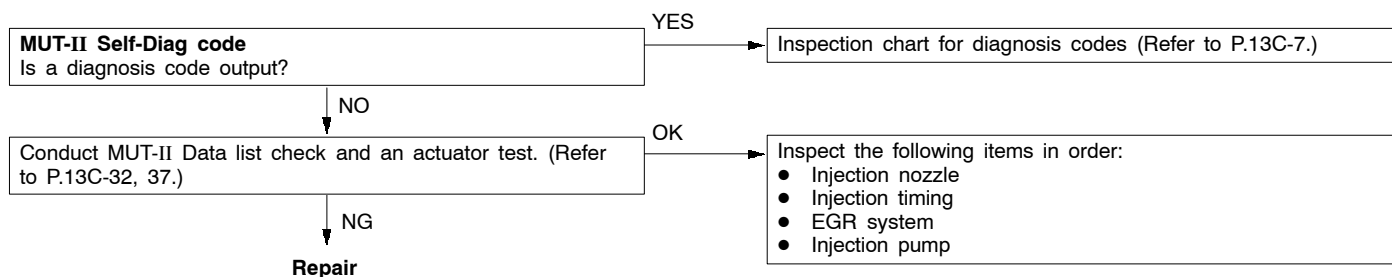 MUT-II Self-Diag code
Is a diagnosis code output?
YES
Inspection chart for diagnosis codes (Refer to P.13C-7.)
NO
Conduct MUT-II Data list check and an actuator test. (Refer
to P.13C-32, 37.)
OK
Inspect the following items in order:
● Injection nozzle
● Injection timing
● EGR system
● Injection pump
NG
Repair